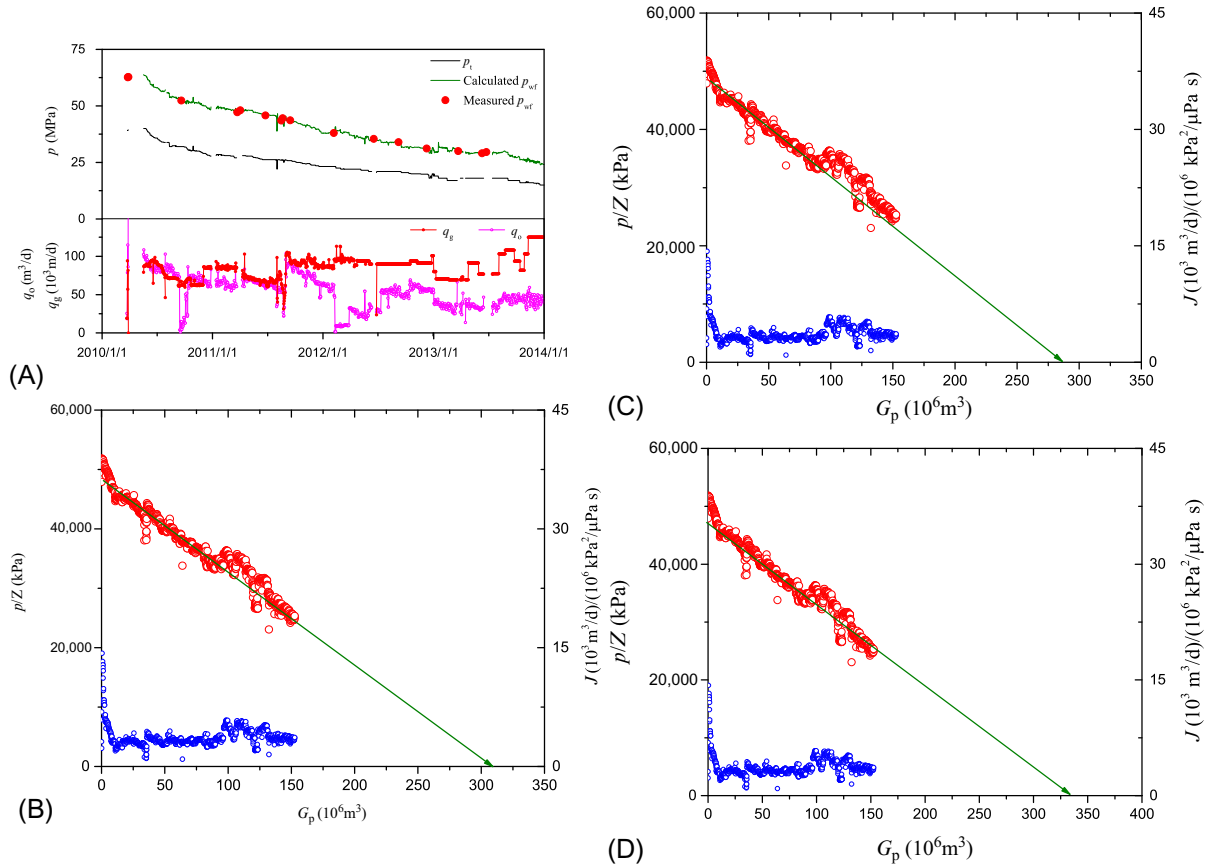 75
50
25
0
p (MPa)
pt
Calculated pwf
Measured pwf
100
50
0
qo (m3/d)
qg (103m/d)
qg
qo
2010/1/1
2011/1/1
2012/1/1
2013/1/1
2014/1/1
(A)
60,000
40,000
20,000
0
p/Z (kPa)
45
30
15
0
J (103 m3/d)/(106 kPa2/μPa s)
0
50
100
150
200
250
300
350
Gp (106m3)
(B)
60,000
40,000
20,000
0
p/Z (kPa)
45
30
15
0
J (103 m3/d)/(106 kPa2/μPa s)
0
50
100
150
200
250
300
350
Gp (106m3)
(C)
60,000
40,000
20,000
0
p/Z (kPa)
45
30
15
0
J (103 m3/d)/(106 kPa2/μPa s)
0
50
100
150
200
250
300
350
400
Gp (106m3)
(D)